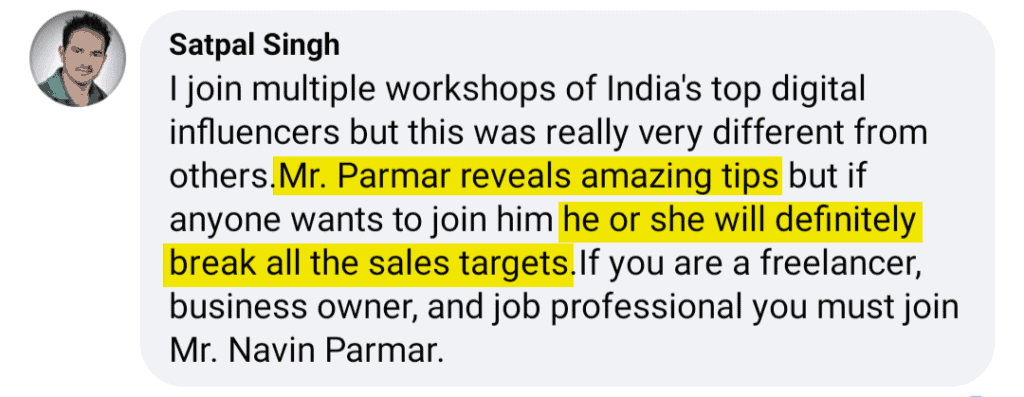 Satpal Singh
I join multiple workshops of India's top digital
influencers but this was really very different from
others.Mr. Parmar reveals amazing tips but if
anyone wants to join him he or she will definitely
break all the sales targets.If you are a freelancer,
business owner, and job professional you must join
Mr. Navin Parmar.